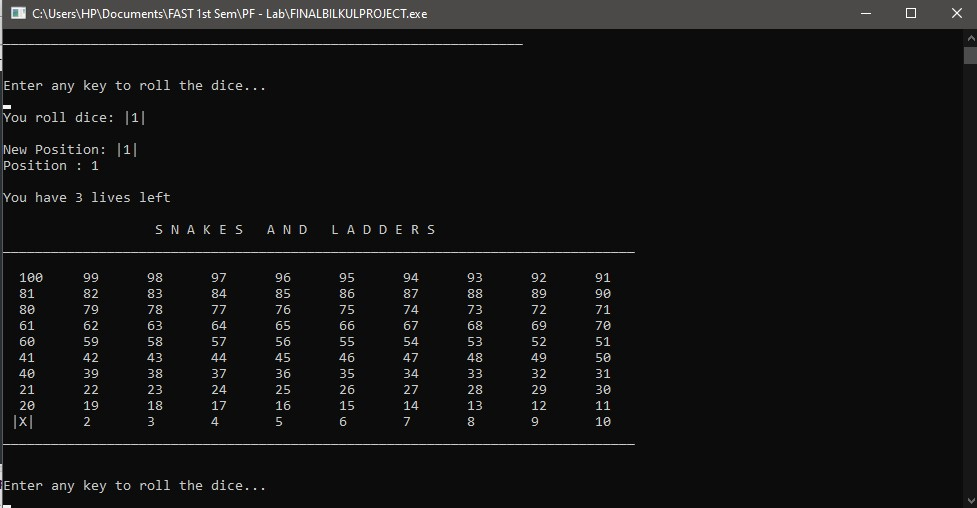 C:\Users\HP\Documents\FAST 1st Sem\PF - Lab\FINALBILKULPROJECT.exe
Enter any key to roll the dice...
You roll dice: |1|
New Position: |1|
Position : 1
You have 3 lives left
S N A K E S   A N D   L A D D E R S
100 99 98 97 96 95 94 93 92 91
81 82 83 84 85 86 87 88 89 90
80 79 78 77 76 75 74 73 72 71
61 62 63 64 65 66 67 68 69 70
60 59 58 57 56 55 54 53 52 51
41 42 43 44 45 46 47 48 49 50
40 39 38 37 36 35 34 33 32 31
21 22 23 24 25 26 27 28 29 30
20 19 18 17 16 15 14 13 12 11
|X| 2 3 4 5 6 7 8 9 10
Enter any key to roll the dice...